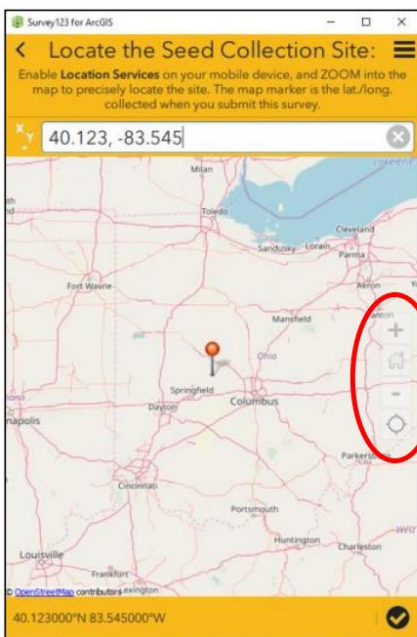 Survey123 for ArcGIS
Locate the Seed Collection Site:
Enable Location Services on your mobile device, and ZOOM into the
map to precisely locate the site. The map marker is the lat./long.
collected when you submit this survey.
X Y
40.123, -83.545
Milan
Toledo
Cleveland
Sandusky
Lorain
Parma
Akron
Fort Wayne
Mansfield
Ohio
Springfield
Columbus
Dayton
napolis
Cincinnati
Portsmouth
Huntington
Charleston
Louisville
Frankfort
© OpenStreetMap contributors
Lexington
40.123000°N 83.545000°W